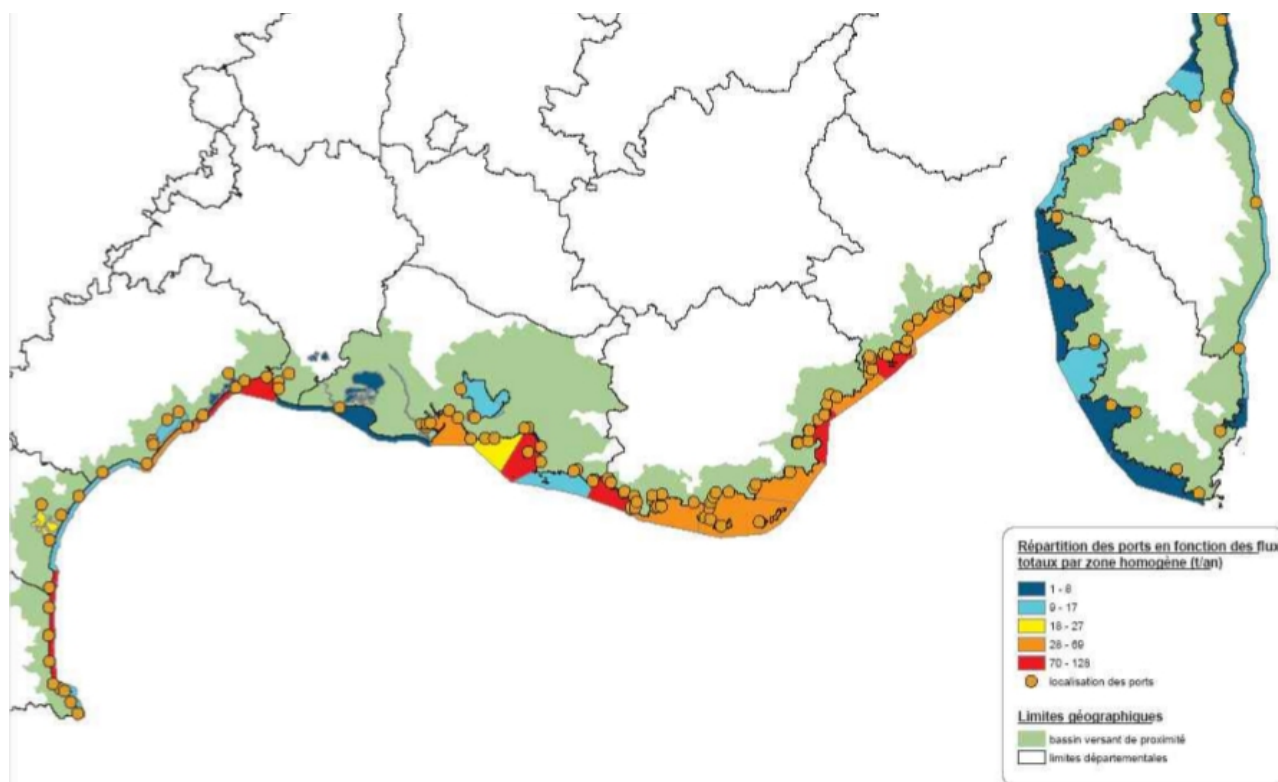 Répartition des ports en fonction des flux
totaux par zone homogène (t/an)
1 - 8
9 - 17
18 - 27
28 - 69
70 - 128
localisation des ports
Limites géographiques
bassin versant de proximité
limites départementales